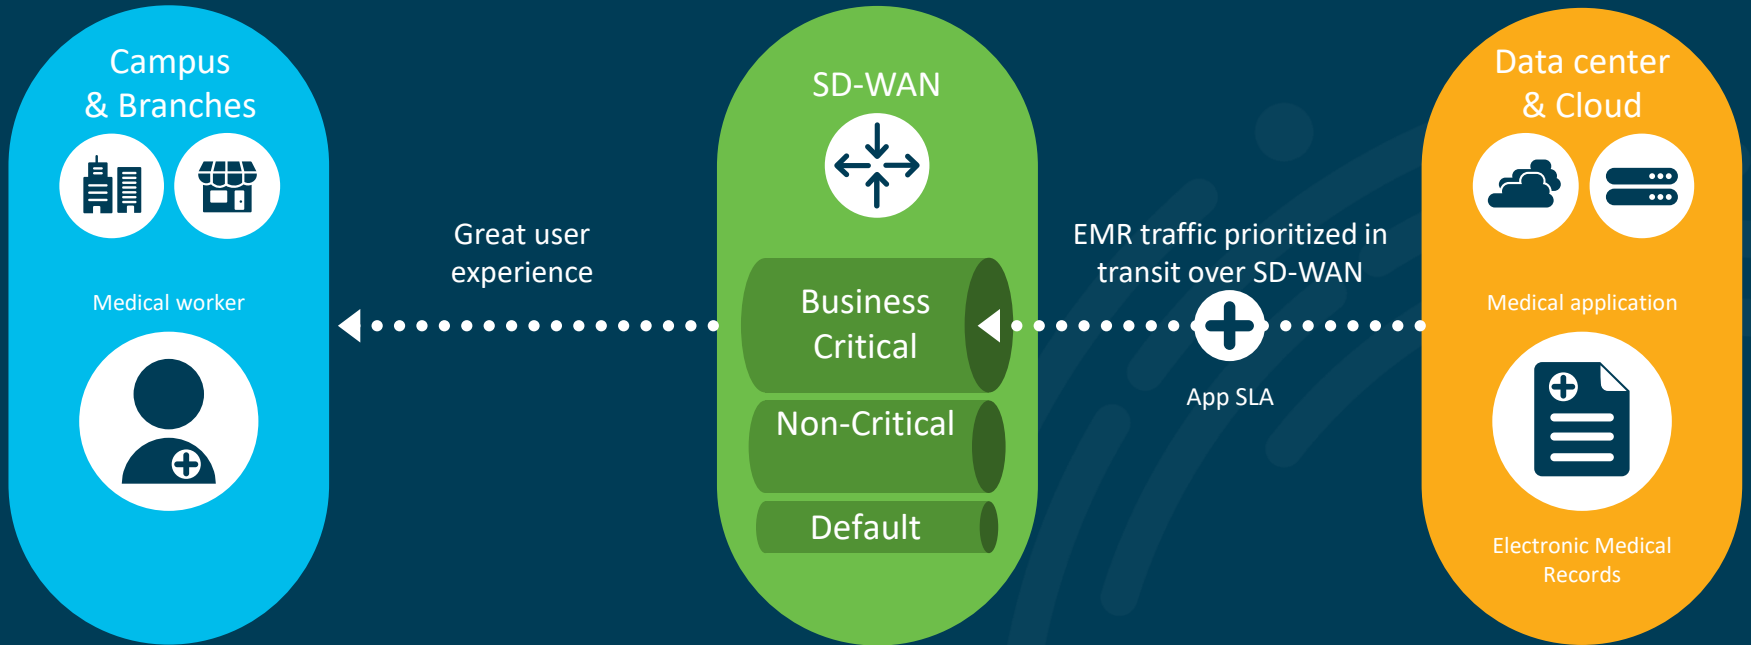 Campus
& Branches
Medical worker
Great user
experience
SD-WAN
Business
Critical
Non-Critical
Default
EMR traffic prioritized in
transit over SD-WAN
App SLA
Data center
& Cloud
Medical application
Electronic Medical
Records